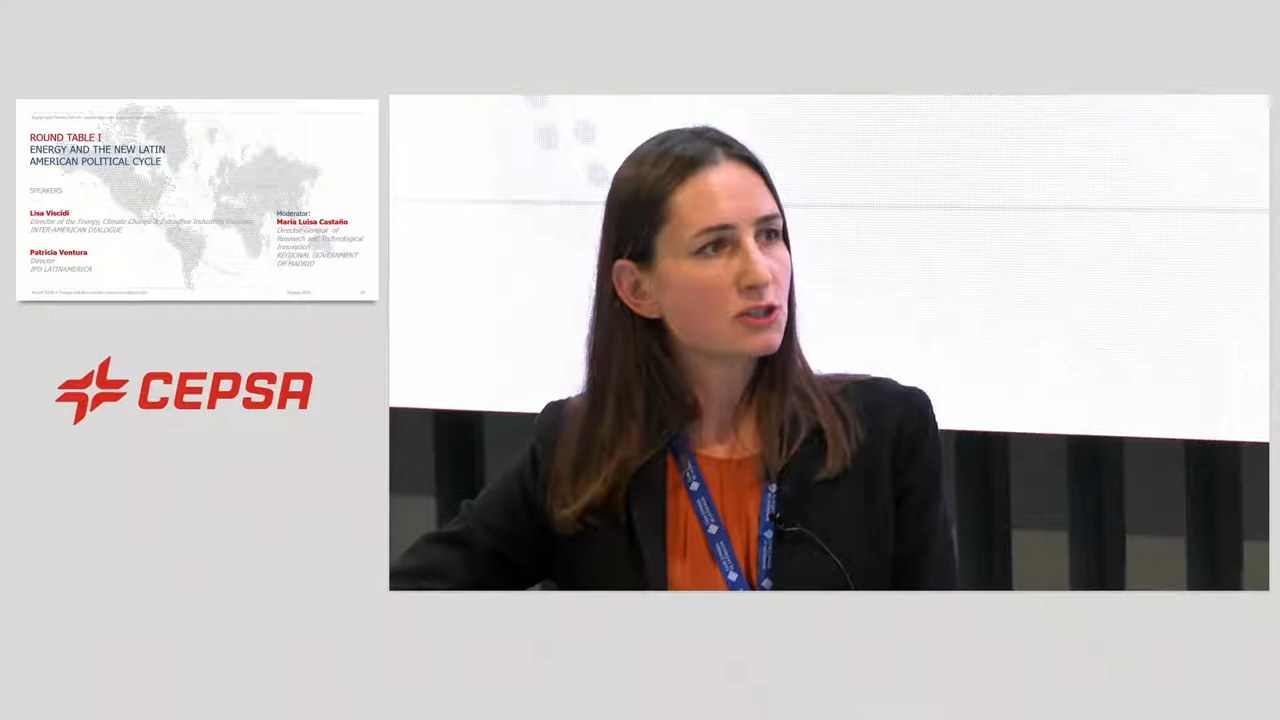 ROUND TABLE I
ENERGY AND THE NEW LATIN
AMERICAN POLITICAL CYCLE
SPEAKERS
Lisa Viscidi
Director of the Energy, Climate Change & Extractive Industries Program
INTER-AMERICAN DIALOGUE
Patricia Ventura
Director
IPD LATINAMERICA
Moderator:
María Luisa Castaño
Director-General of
Research and Technological
Innovation
REGIONAL GOVERNMENT
OF MADRID
CEPSA